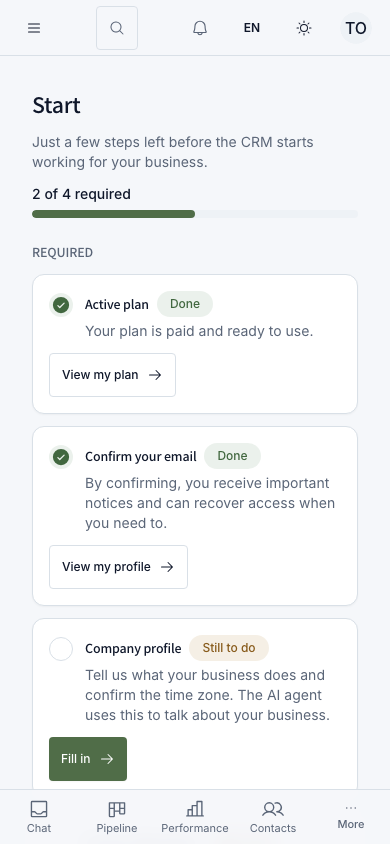 EN
TO
Start
Just a few steps left before the CRM starts
working for your business.
2 of 4 required
REQUIRED
Active plan
Done
Your plan is paid and ready to use.
View my plan
Confirm your email
Done
By confirming, you receive important
notices and can recover access when
you need to.
View my profile
Company profile
Still to do
Tell us what your business does and
confirm the time zone. The AI agent
uses this to talk about your business.
Fill in
Chat
Pipeline
Performance
Contacts
More